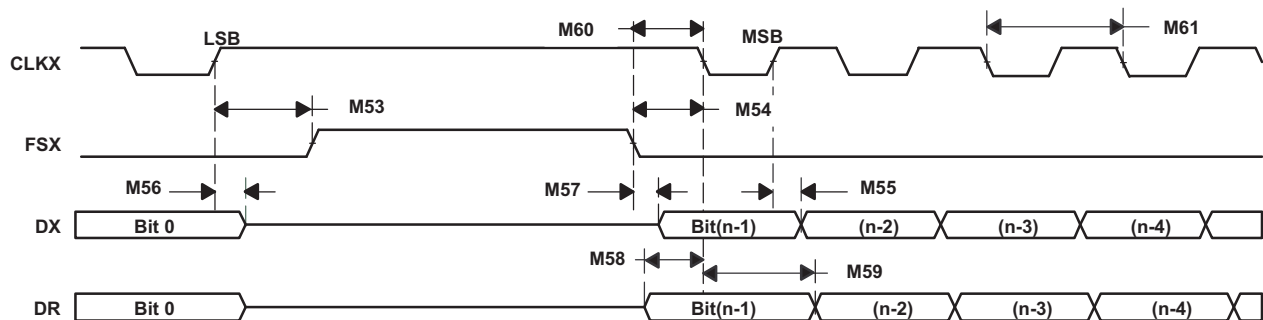 LSB M60 MSB M61
CLKX
M53 M54
FSX
M56 M57 M55
DX Bit 0 Bit(n-1) (n-2) (n-3) (n-4)
M58 M59
DR Bit 0 Bit(n-1) (n-2) (n-3) (n-4)